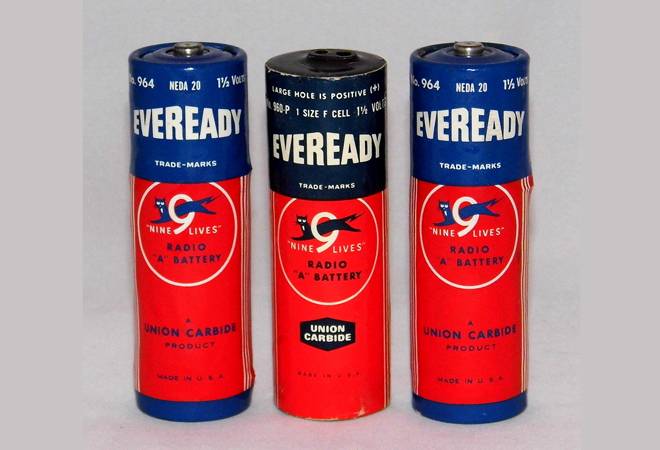 No. 964 NEDA 20 1½ VOLTS
EVEREADY
TRADE-MARKS
9
"NINE LIVES"
RADIO
"A" BATTERY
A
UNION CARBIDE
PRODUCT
MADE IN U.S.A.
LARGE HOLE IS POSITIVE (+)
No. 960-P 1 SIZE F CELL 1½ VOLTS
EVEREADY
TRADE-MARKS
9
"NINE LIVES"
RADIO
"A" BATTERY
UNION
CARBIDE
MADE IN U.S.A.
No. 964 NEDA 20 1½ VOLTS
EVEREADY
TRADE-MARKS
9
"NINE LIVES"
RADIO
"A" BATTERY
A
UNION CARBIDE
PRODUCT
MADE IN U.S.A.